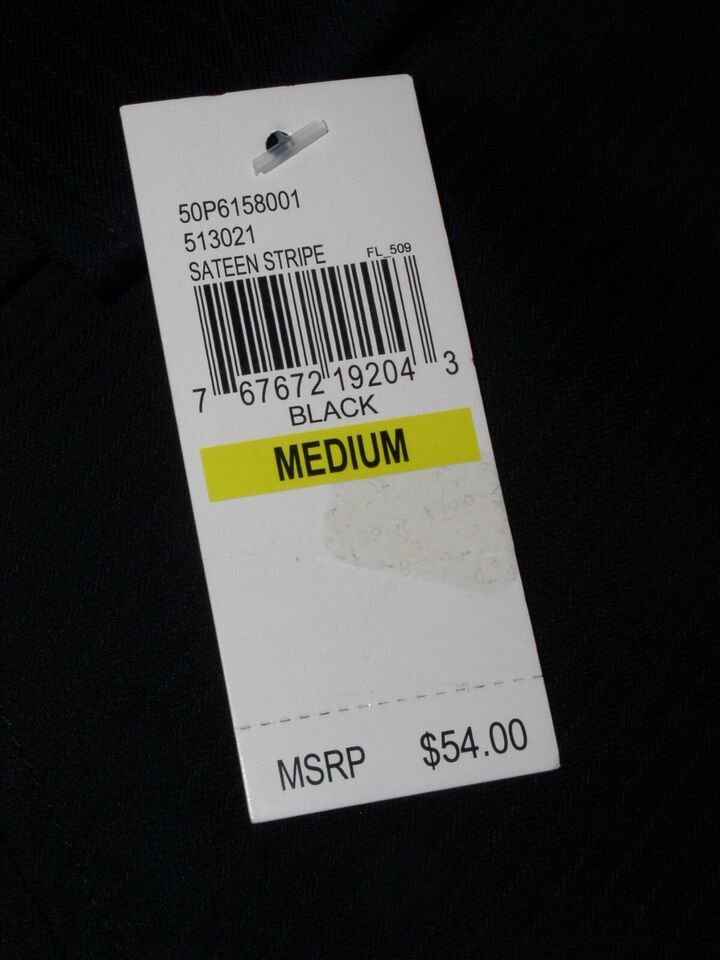 50P6158001
513021
SATEEN STRIPE FL_509
7 67672 19204 3
BLACK
MEDIUM
MSRP $54.00